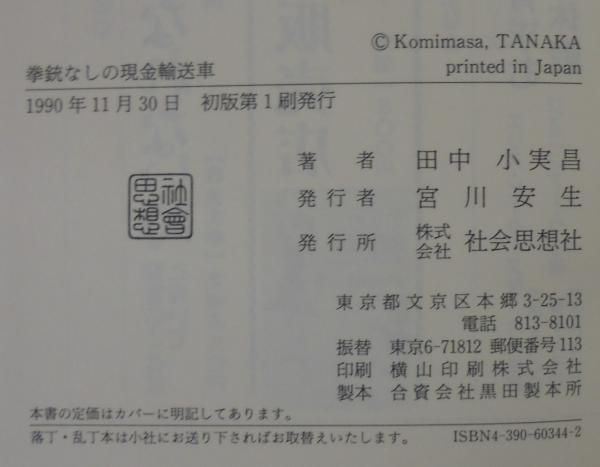 © Komimasa, TANAKA
printed in Japan
拳銃なしの現金輸送車
1990年11月30日 初版第1刷発行
著者 田中 小実昌
発行者 宮川安生
発行所 株式会社 社会思想社
社會思想
東京都文京区本郷3-25-13
電話 813-8101
振替 東京6-71812 郵便番号113
印刷 横山印刷株式会社
製本 合資会社黒田製本所
本書の定価はカバーに明記してあります。
落丁・乱丁本は小社にお送り下さればお取替えいたします。 ISBN4-390-60344-2